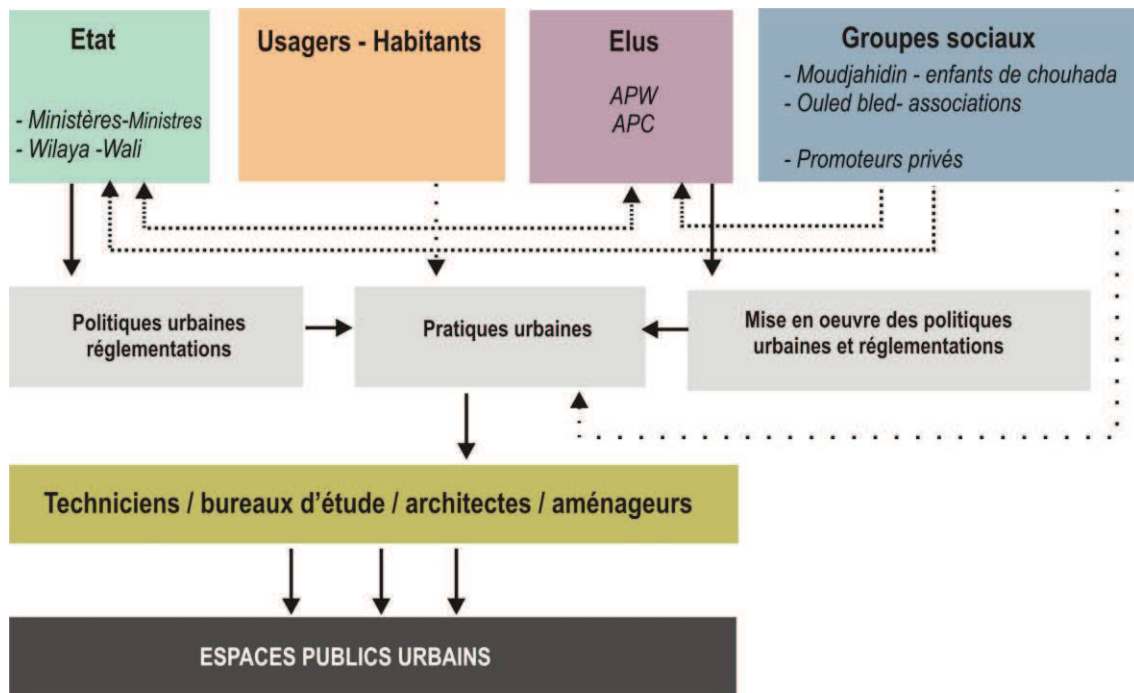 Etat
- Ministères-Ministres
- Wilaya -Wali
Usagers - Habitants
Elus
APW
APC
Groupes sociaux
- Moudjahidin - enfants de chouhada
- Ouled bled- associations
- Promoteurs privés
Politiques urbaines
réglementations
Pratiques urbaines
Mise en oeuvre des politiques
urbaines et réglementations
Techniciens / bureaux d'étude / architectes / aménageurs
ESPACES PUBLICS URBAINS